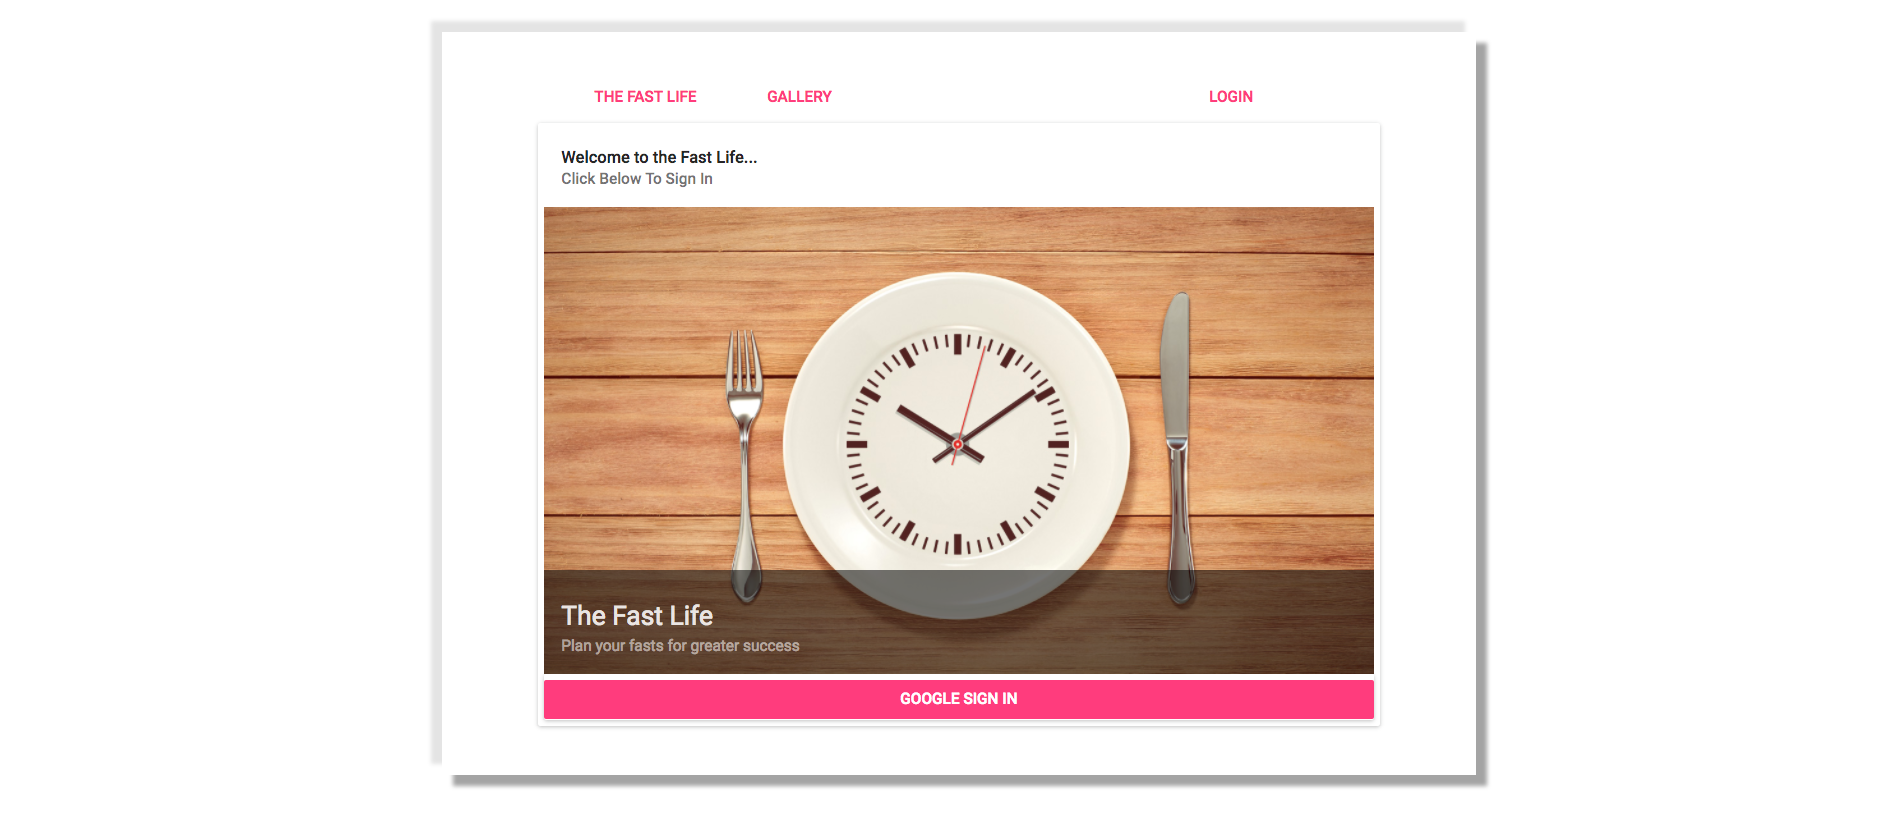 THE FAST LIFE GALLERY LOGIN
Welcome to the Fast Life...
Click Below To Sign In
The Fast Life
Plan your fasts for greater success
GOOGLE SIGN IN